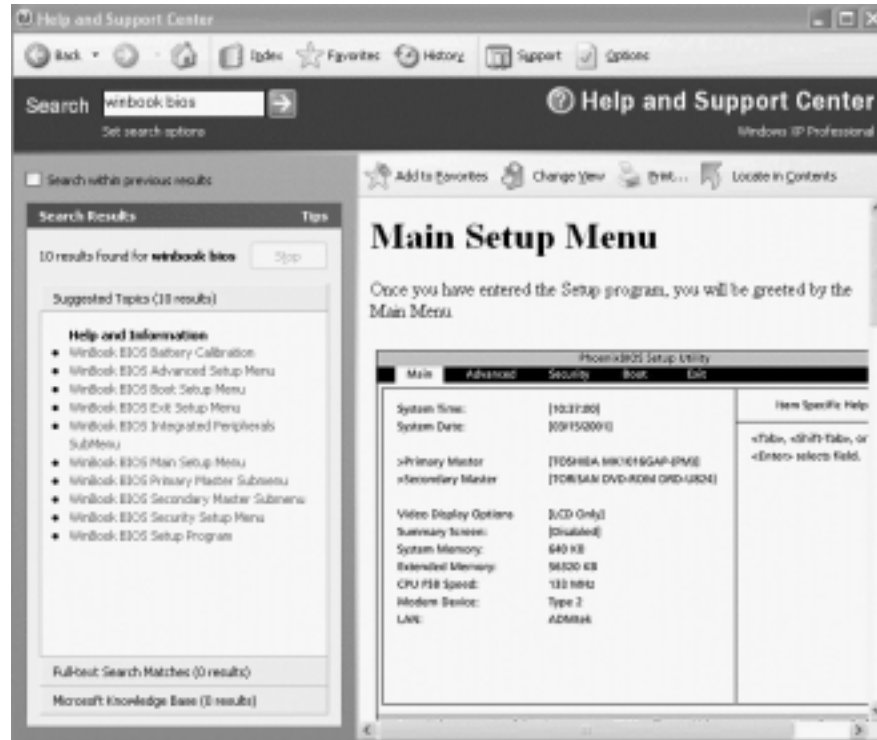 Help and Support Center
Back
Index
Favorites
History
Support
Options
Search
winbook bios
Set search options
Help and Support Center
Windows XP Professional
Search within previous results
Search Results
Tips
10 results found for winbook bios
Stop
Suggested Topics (10 results)
Help and Information
WinBook BIOS Battery Calibration
WinBook BIOS Advanced Setup Menu
WinBook BIOS Boot Setup Menu
WinBook BIOS Exit Setup Menu
WinBook BIOS Integrated Peripherals
SubMenu
WinBook BIOS Main Setup Menu
WinBook BIOS Primary Master Submenu
WinBook BIOS Secondary Master Submenu
WinBook BIOS Security Setup Menu
WinBook BIOS Setup Program
Full-text Search Matches (0 results)
Microsoft Knowledge Base (0 results)
Add to Favorites
Change View
Print...
Locate in Contents
Main Setup Menu
Once you have entered the Setup program, you will be greeted by the
Main Menu
PhoenixBIOS Setup Utility
Main Advanced Security Boot Exit
System Time: [10:37:00]
System Date: [03/15/2001]
>Primary Master [TOSHIBA MK1016GAP-(PM)]
>Secondary Master [TORISAN DVD-ROM DRD-U824]
Video Display Options [LCD Only]
Summary Screen: [Disabled]
System Memory: 640 KB
Extended Memory: 56320 KB
CPU FSB Speed: 133 MHz
Modem Device: Type 2
LAN: ADMtek
Item Specific Help
<Tab>, <Shift-Tab>, or
<Enter> selects field.